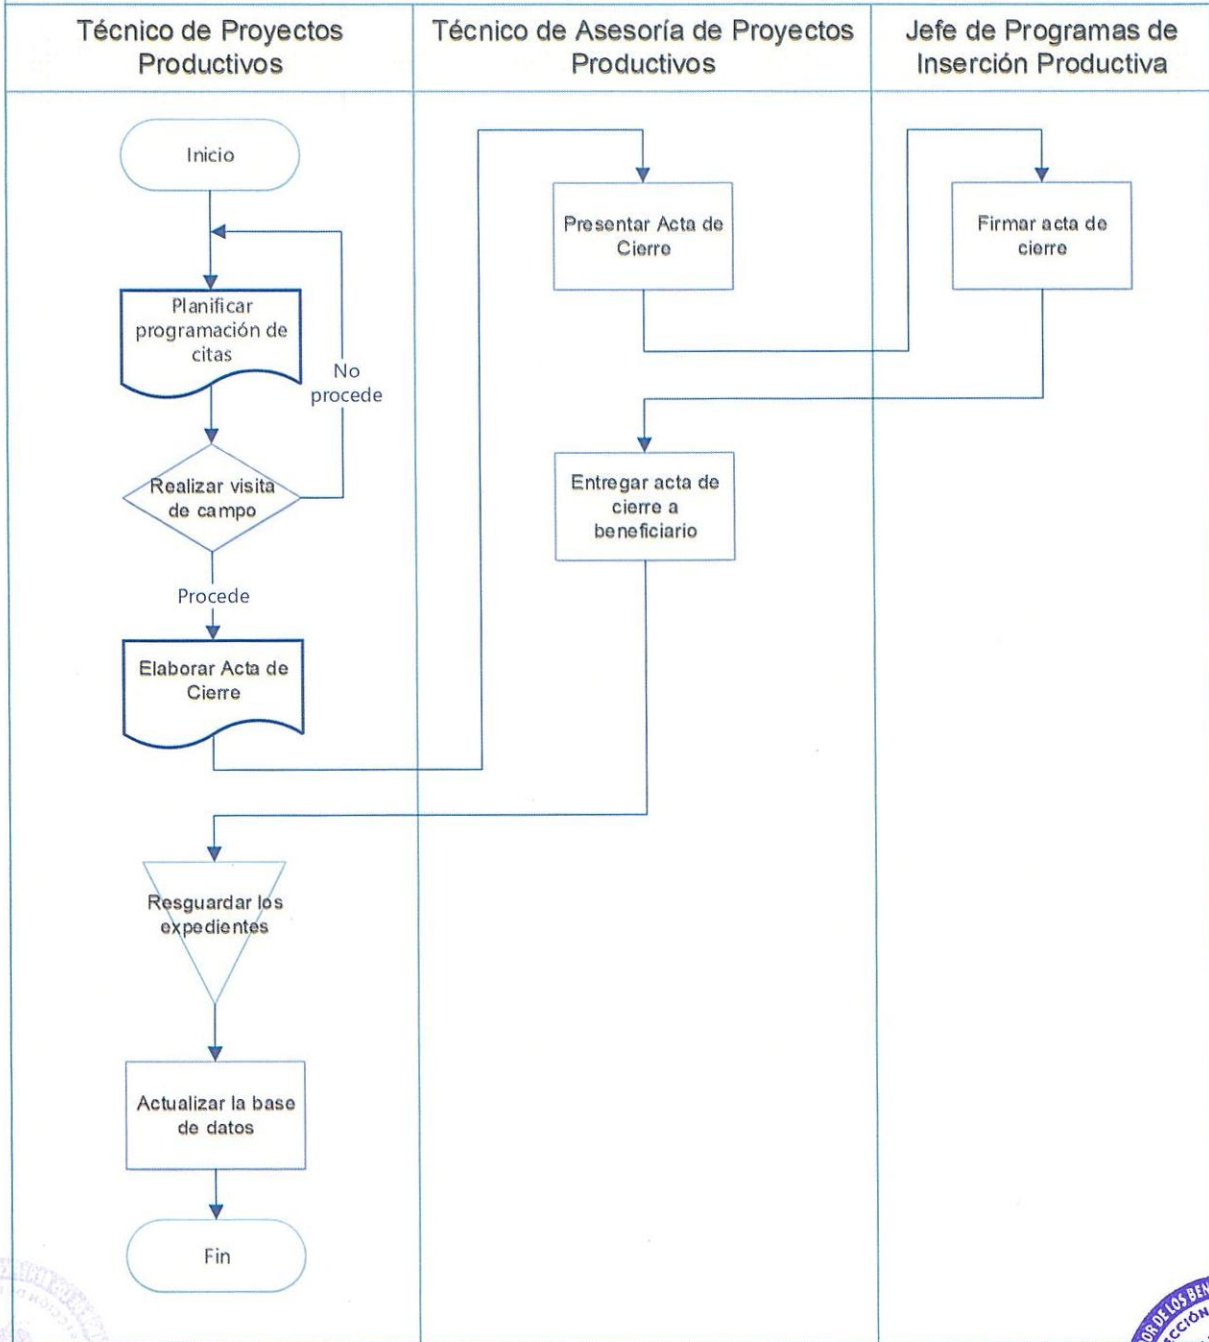 Técnico de Proyectos
Productivos
Técnico de Asesoría de Proyectos
Productivos
Jefe de Programas de
Inserción Productiva
Inicio
Planificar
programación de
citas
No
procede
Realizar visita
de campo
Procede
Elaborar Acta de
Cierre
Presentar Acta de
Cierre
Firmar acta de
cierre
Entregar acta de
cierre a
beneficiario
Resguardar los
expedientes
Actualizar la base
de datos
Fin
DE LOS